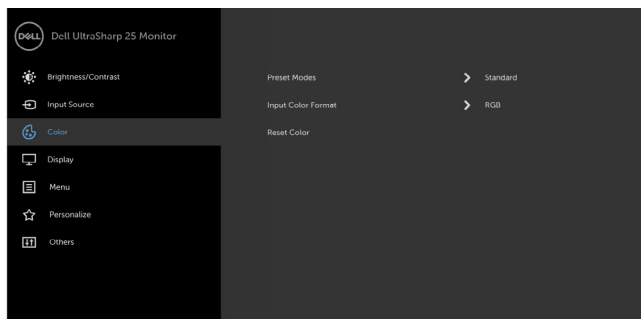 DELL Dell UltraSharp 25 Monitor
Brightness/Contrast
Input Source
Color
Display
Menu
Personalize
Others
Preset Modes Standard
Input Color Format RGB
Reset Color